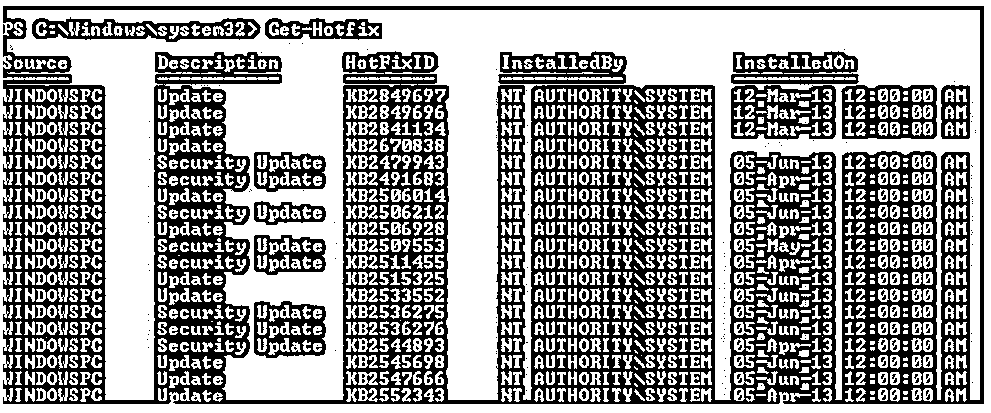 PS C:\Windows\system32> Get-Hotfix
Source Description HotFixID InstalledBy InstalledOn
WINDOWSPC Update KB2849697 NT AUTHORITY\SYSTEM 12-Mar-13 12:00:00 AM
WINDOWSPC Update KB2849696 NT AUTHORITY\SYSTEM 12-Mar-13 12:00:00 AM
WINDOWSPC Update KB2841134 NT AUTHORITY\SYSTEM 12-Mar-13 12:00:00 AM
WINDOWSPC Update KB2670838 NT AUTHORITY\SYSTEM
WINDOWSPC Security Update KB2479943 NT AUTHORITY\SYSTEM 05-Jun-13 12:00:00 AM
WINDOWSPC Security Update KB2491683 NT AUTHORITY\SYSTEM 05-Apr-13 12:00:00 AM
WINDOWSPC Update KB2506014 NT AUTHORITY\SYSTEM 05-Jun-13 12:00:00 AM
WINDOWSPC Security Update KB2506212 NT AUTHORITY\SYSTEM 05-Jun-13 12:00:00 AM
WINDOWSPC Update KB2506928 NT AUTHORITY\SYSTEM 05-Apr-13 12:00:00 AM
WINDOWSPC Security Update KB2509553 NT AUTHORITY\SYSTEM 05-May-13 12:00:00 AM
WINDOWSPC Security Update KB2511455 NT AUTHORITY\SYSTEM 05-Apr-13 12:00:00 AM
WINDOWSPC Update KB2515325 NT AUTHORITY\SYSTEM 05-Jun-13 12:00:00 AM
WINDOWSPC Update KB2533552 NT AUTHORITY\SYSTEM 05-Jun-13 12:00:00 AM
WINDOWSPC Security Update KB2536275 NT AUTHORITY\SYSTEM 05-Jun-13 12:00:00 AM
WINDOWSPC Security Update KB2536276 NT AUTHORITY\SYSTEM 05-Jun-13 12:00:00 AM
WINDOWSPC Security Update KB2544893 NT AUTHORITY\SYSTEM 05-Apr-13 12:00:00 AM
WINDOWSPC Update KB2545698 NT AUTHORITY\SYSTEM 05-Jun-13 12:00:00 AM
WINDOWSPC Update KB2547666 NT AUTHORITY\SYSTEM 05-Jun-13 12:00:00 AM
WINDOWSPC Update KB2552343 NT AUTHORITY\SYSTEM 05-Apr-13 12:00:00 AM